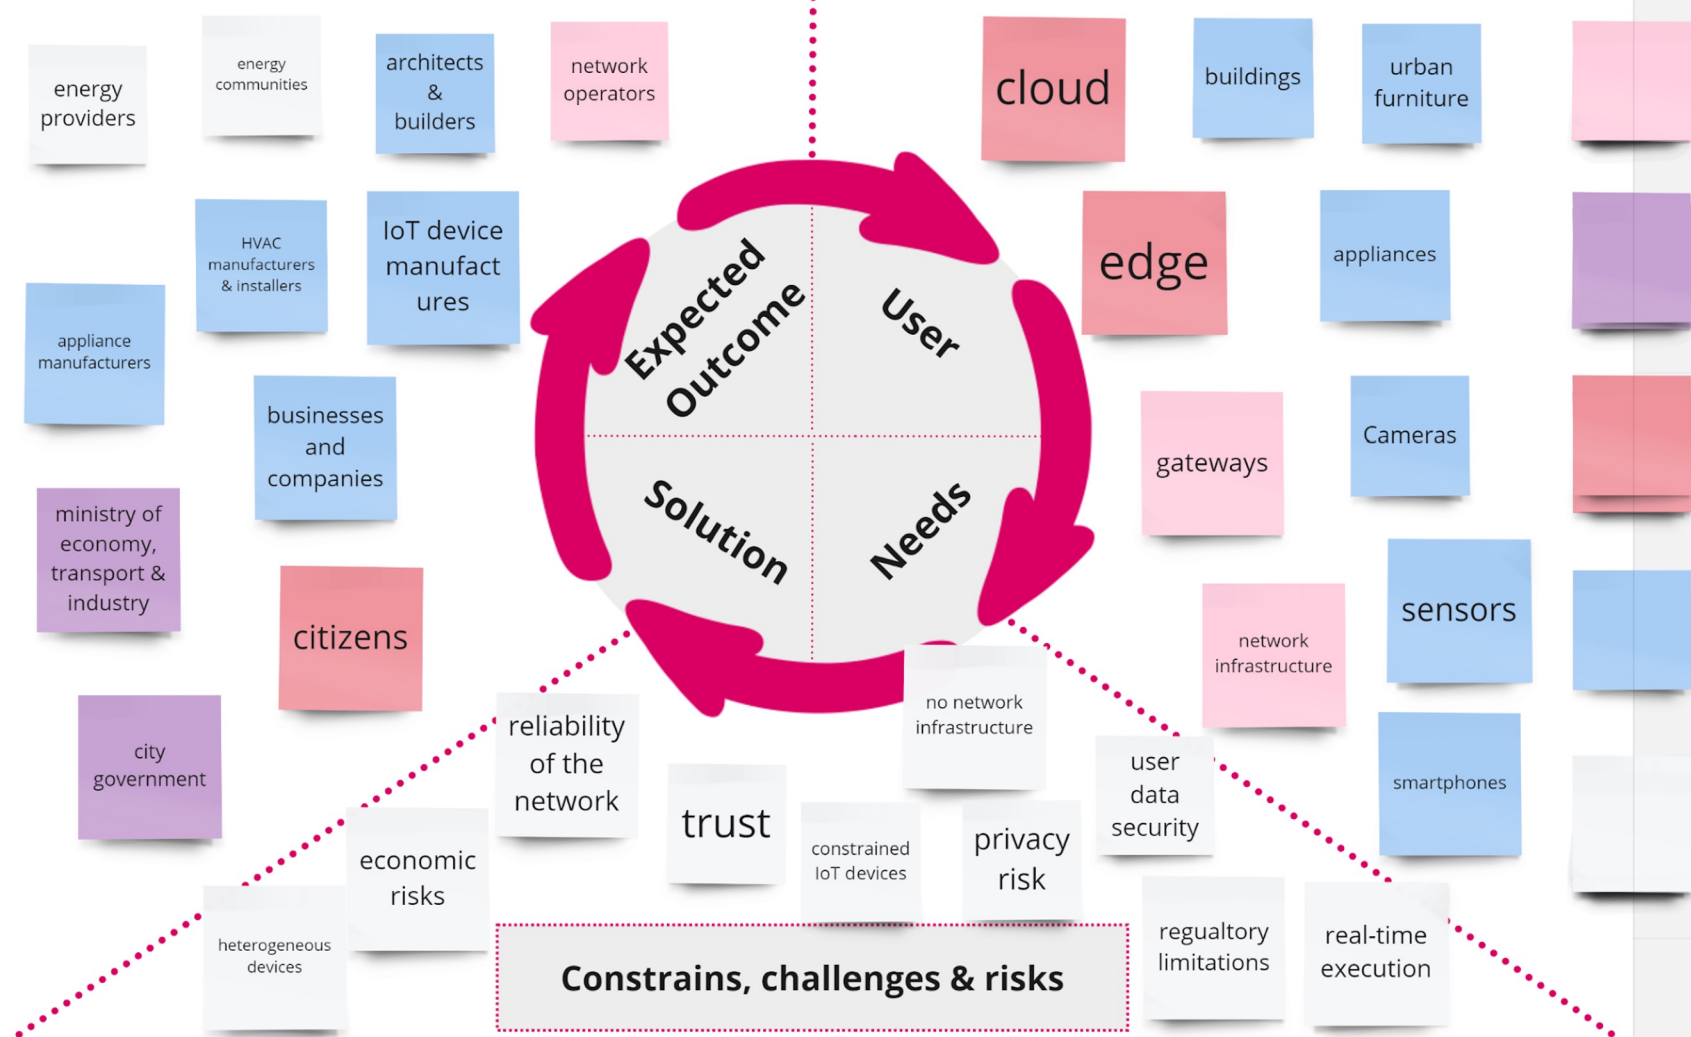 energy
providers
energy
communities
architects
&
builders
network
operators
HVAC
manufacturers
& installers
IoT device
manufact
ures
appliance
manufacturers
businesses
and
companies
ministry of
economy,
transport &
industry
citizens
city
government
Expected
Outcome
User
Solution
Needs
cloud
buildings
urban
furniture
edge
appliances
gateways
Cameras
network
infrastructure
sensors
smartphones
reliability
of the
network
no network
infrastructure
user
data
security
trust
constrained
IoT devices
privacy
risk
economic
risks
heterogeneous
devices
regualtory
limitations
real-time
execution
Constrains, challenges & risks